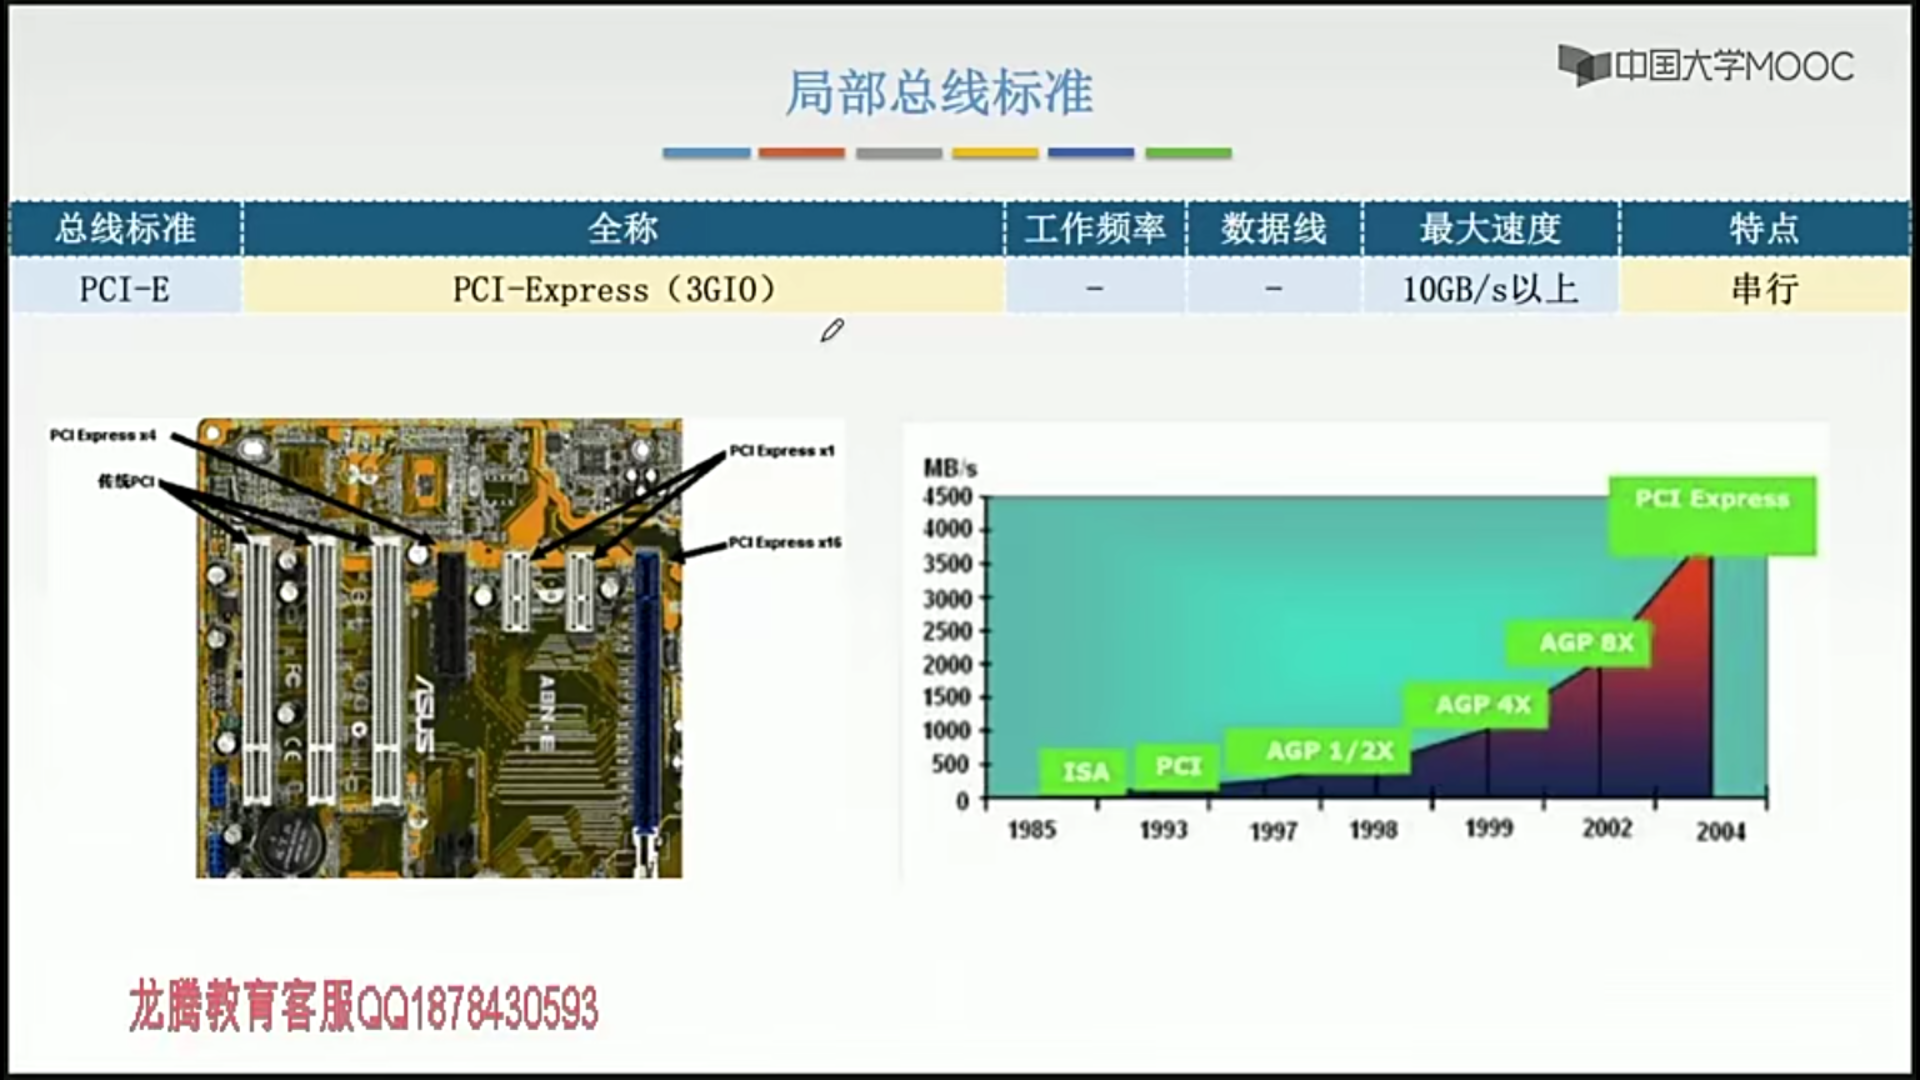 中国大学MOOC
局部总线标准
总线标准 全称 工作频率 数据线 最大速度 特点
PCI-E PCI-Express（3GIO） - - 10GB/s以上 串行
PCI Express x4
传统PCI
PCI Express x1
PCI Express x16
ASUS
A8N-E
MB/s
4500
4000
3500
3000
2500
2000
1500
1000
500
0
PCI Express
AGP 8X
AGP 4X
AGP 1/2X
PCI
ISA
1985 1993 1997 1998 1999 2002 2004
龙腾教育客服QQ1878430593